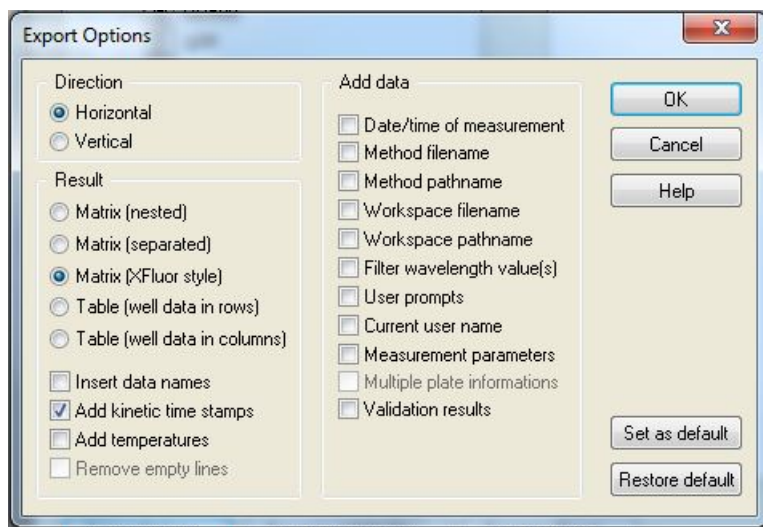 Export Options
Direction
Horizontal
Vertical
Result
Matrix (nested)
Matrix (separated)
Matrix (XFluor style)
Table (well data in rows)
Table (well data in columns)
Insert data names
Add kinetic time stamps
Add temperatures
Remove empty lines
Add data
Date/time of measurement
Method filename
Method pathname
Workspace filename
Workspace pathname
Filter wavelength value(s)
User prompts
Current user name
Measurement parameters
Multiple plate informations
Validation results
OK
Cancel
Help
Set as default
Restore default